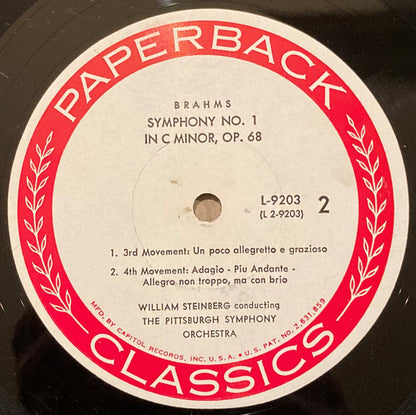 PAPERBACK
BRAHMS
SYMPHONY NO. 1
IN C MINOR, OP. 68
L-9203
(L 2-9203)
2
1. 3rd Movement: Un poco allegretto e grazioso
2. 4th Movement: Adagio - Piu Andante -
Allegro non troppo, ma con brio
WILLIAM STEINBERG conducting
THE PITTSBURGH SYMPHONY
ORCHESTRA
MFD. BY CAPITOL RECORDS, INC. U.S.A. • U.S. PAT. NO. 2,631,859
CLASSICS